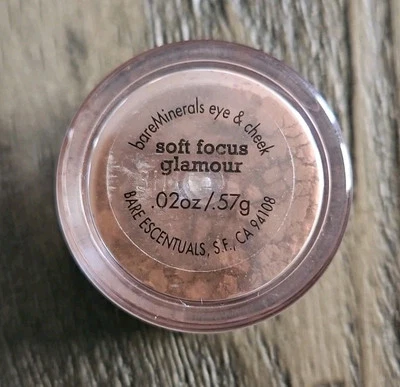 bareMinerals eye & cheek
soft focus
glamour
.02oz/.57g
BARE ESCENTUALS, S.F., CA 94108